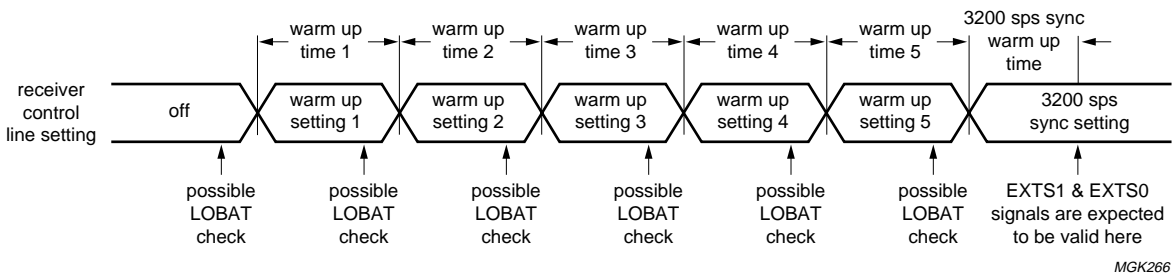 warm up
time 1
warm up
time 2
warm up
time 3
warm up
time 4
warm up
time 5
3200 sps sync
warm up
time
receiver
control
line setting
off
warm up
setting 1
warm up
setting 2
warm up
setting 3
warm up
setting 4
warm up
setting 5
3200 sps
sync setting
possible
LOBAT
check
possible
LOBAT
check
possible
LOBAT
check
possible
LOBAT
check
possible
LOBAT
check
possible
LOBAT
check
EXTS1 & EXTS0
signals are expected
to be valid here
MGK266